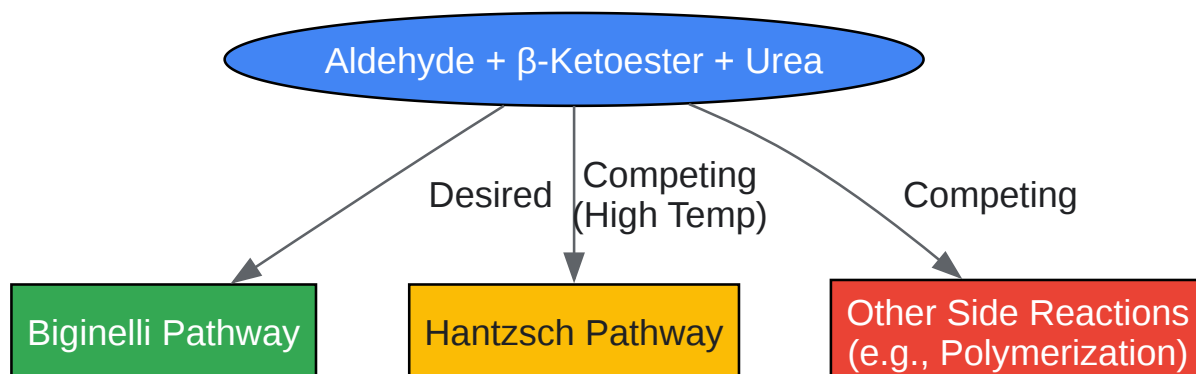 Aldehyde + β-Ketoester + Urea
Desired
Competing
(High Temp)
Competing
Biginelli Pathway
Hantzsch Pathway
Other Side Reactions
(e.g., Polymerization)